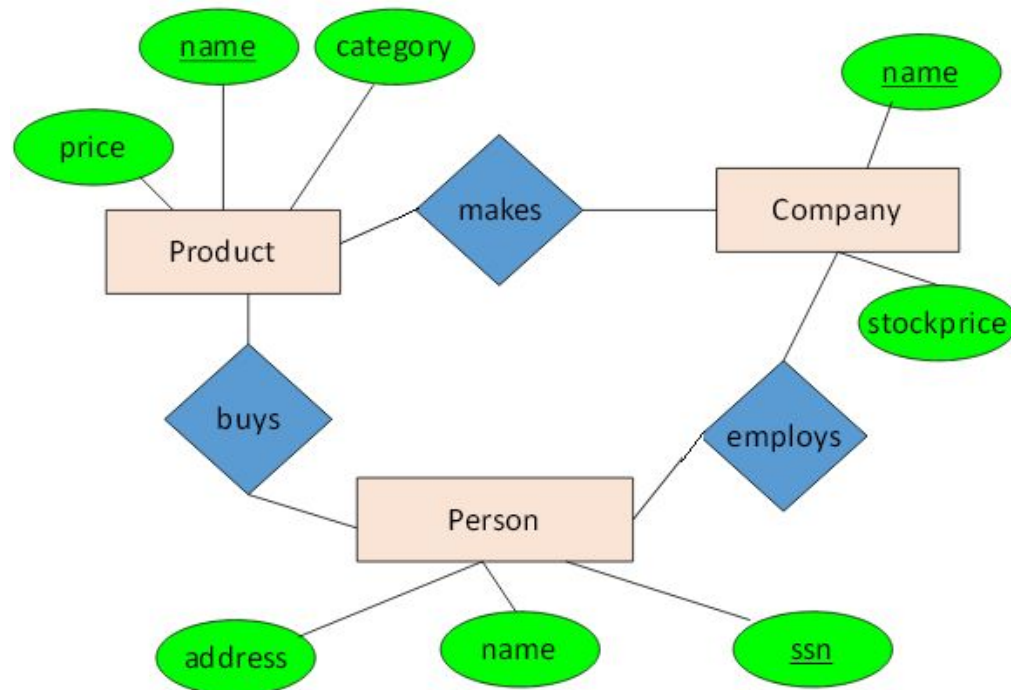 name
category
name
price
makes
Company
Product
stockprice
buys
employs
Person
address
name
ssn